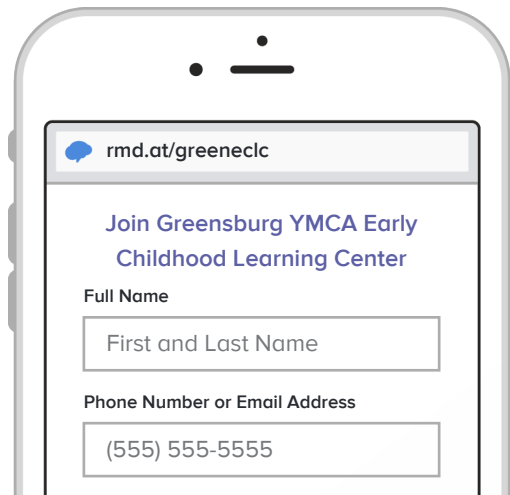 rmd.at/greeneclc
Join Greensburg YMCA Early
Childhood Learning Center
Full Name
First and Last Name
Phone Number or Email Address
(555) 555-5555